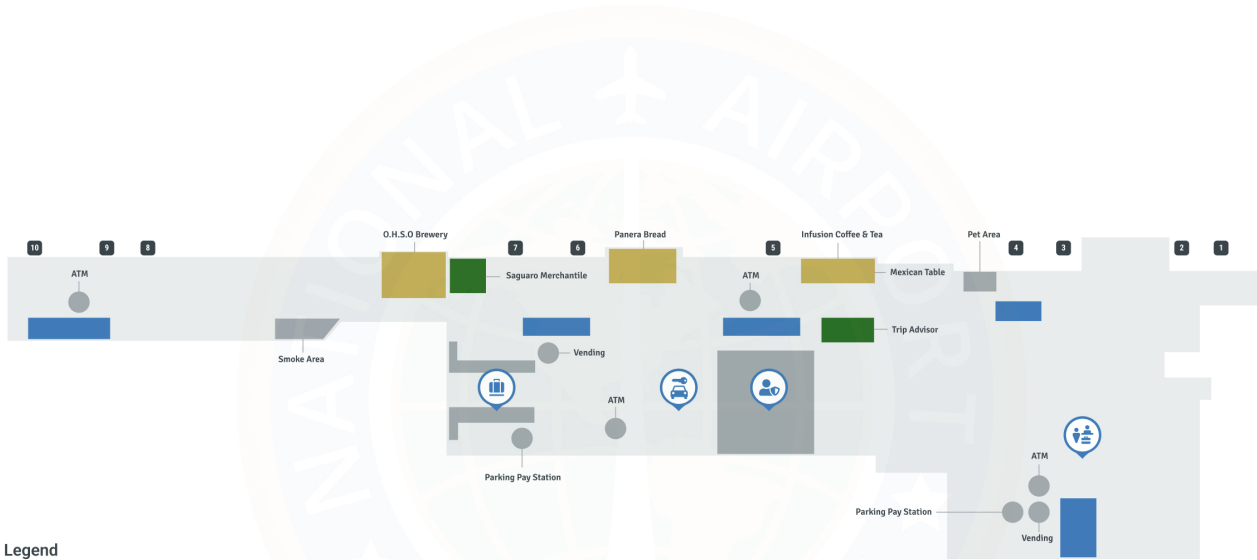 NATIONAL AIRPORT
O.H.S.O Brewery
Panera Bread
Infusion Coffee & Tea
Pet Area
10
9
8
7
6
5
4
3
2
1
ATM
Saguaro Merchantile
ATM
Mexican Table
Trip Advisor
Smoke Area
Vending
ATM
ATM
Parking Pay Station
Parking Pay Station
Vending
Legend